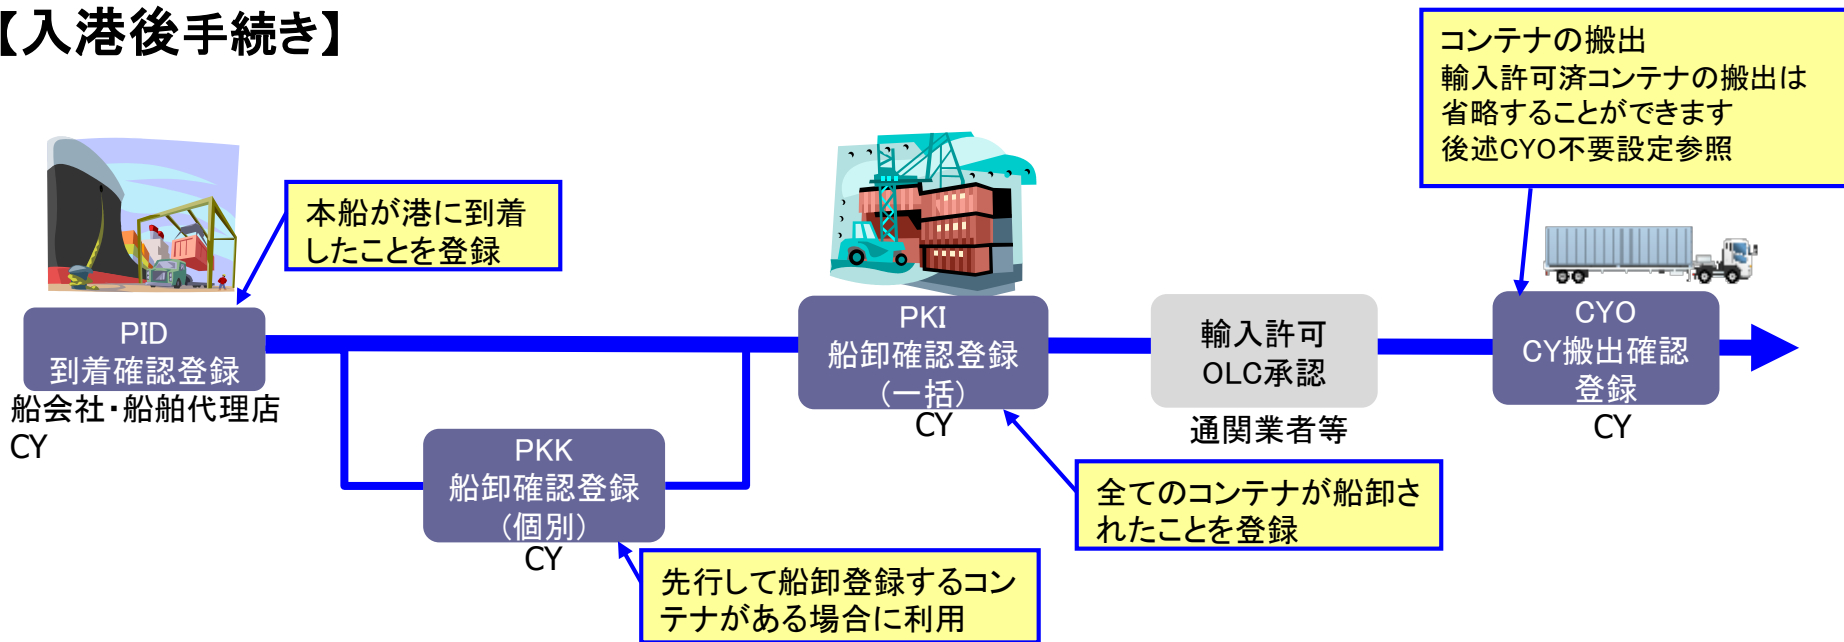 【入港後手続き】
コンテナの搬出
輸入許可済コンテナの搬出は
省略することができます
後述CYO不要設定参照
本船が港に到着
したことを登録
PID
到着確認登録
船会社・船舶代理店
CY
PKK
船卸確認登録
(個別)
CY
先行して船卸登録するコン
テナがある場合に利用
PKI
船卸確認登録
(一括)
CY
全てのコンテナが船卸さ
れたことを登録
輸入許可
OLC承認
通関業者等
CYO
CY搬出確認
登録
CY